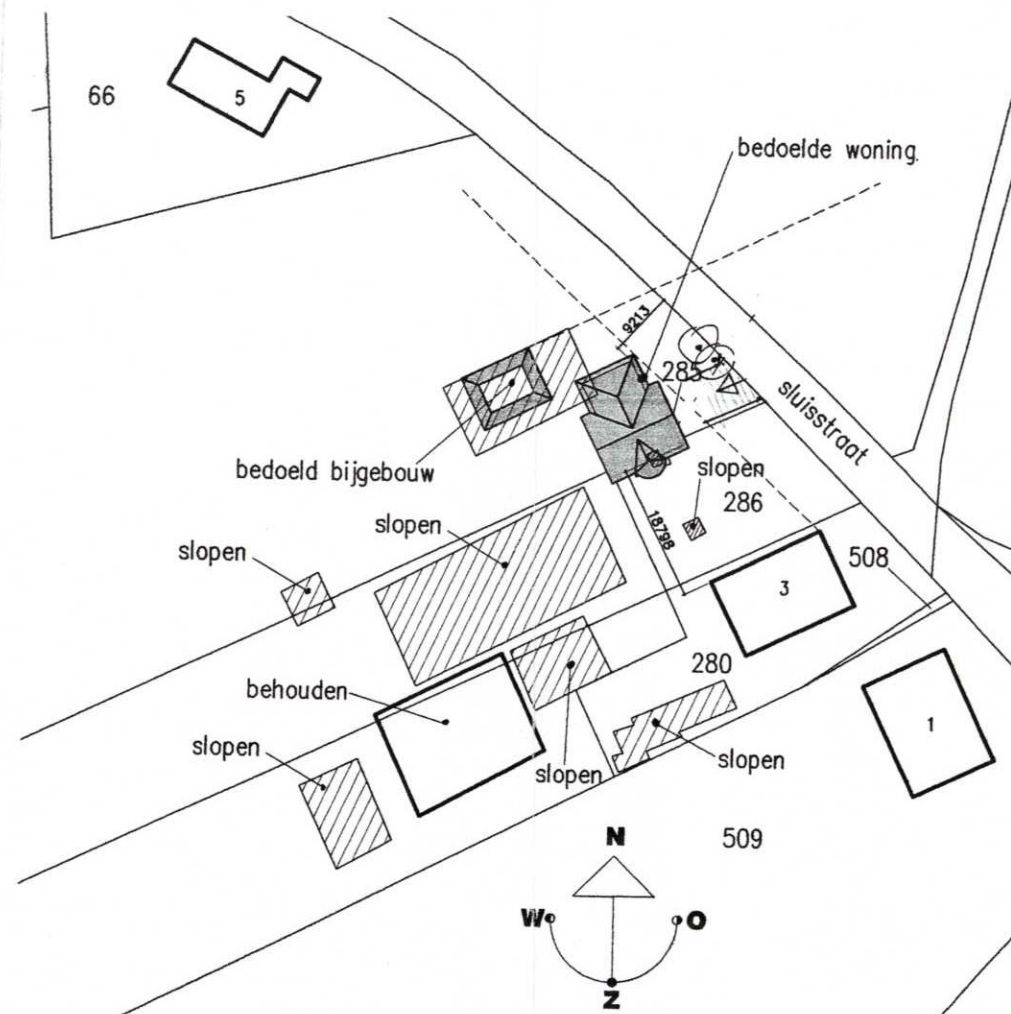 66
5
bedoelde woning.
9213
285
sluisstraat
bedoeld bijgebouw
slopen
286
slopen
slopen
18798
508
3
280
behouden
slopen
1
slopen
slopen
509
N
W
O
Z